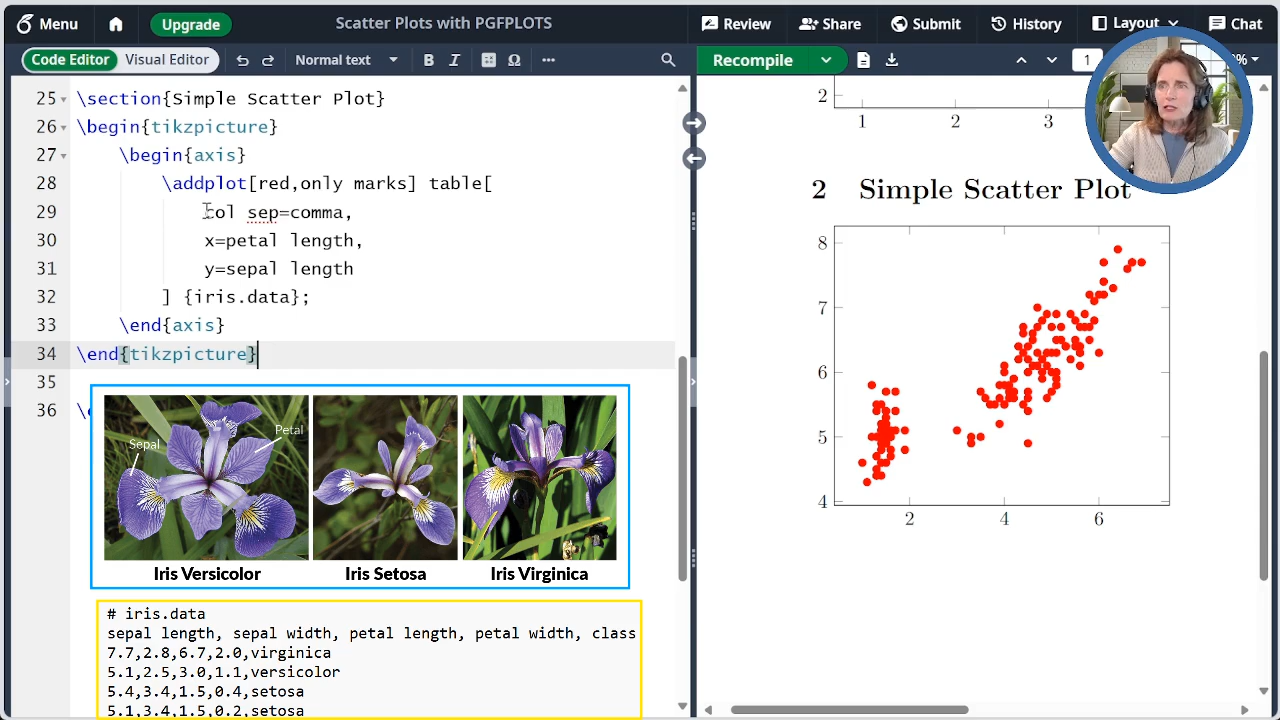 Menu
Upgrade
Scatter Plots with PGFPLOTS
Review
Share
Submit
History
Layout
Chat
Code Editor
Visual Editor
Normal text
B
I
Ω
Recompile
1
%
25 \section{Simple Scatter Plot}
26 \begin{tikzpicture}
27 \begin{axis}
28 \addplot[red,only marks] table[
29 col sep=comma,
30 x=petal length,
31 y=sepal length
32 ] {iris.data};
33 \end{axis}
34 \end{tikzpicture}
35
36
Sepal
Petal
Iris Versicolor
Iris Setosa
Iris Virginica
# iris.data
sepal length, sepal width, petal length, petal width, class
7.7,2.8,6.7,2.0,virginica
5.1,2.5,3.0,1.1,versicolor
5.4,3.4,1.5,0.4,setosa
5.1,3.4,1.5,0.2,setosa
2
1 2 3
2 Simple Scatter Plot
8
7
6
5
4
2 4 6